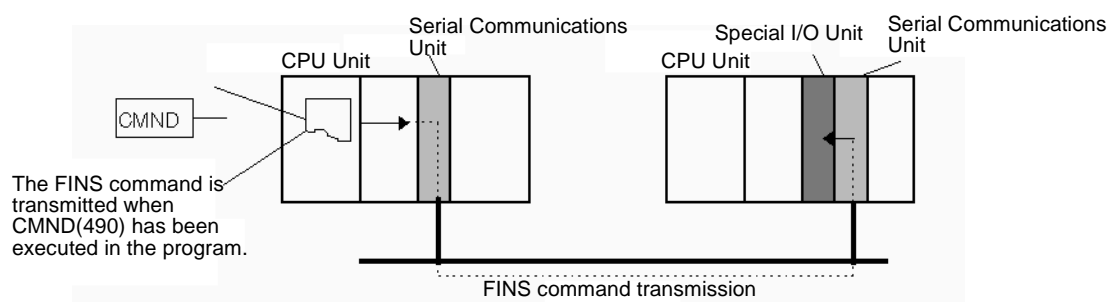 Serial Communications
Unit
CPU Unit
CMND
The FINS command is
transmitted when
CMND(490) has been
executed in the program.
Special I/O Unit
Serial Communications
Unit
CPU Unit
FINS command transmission